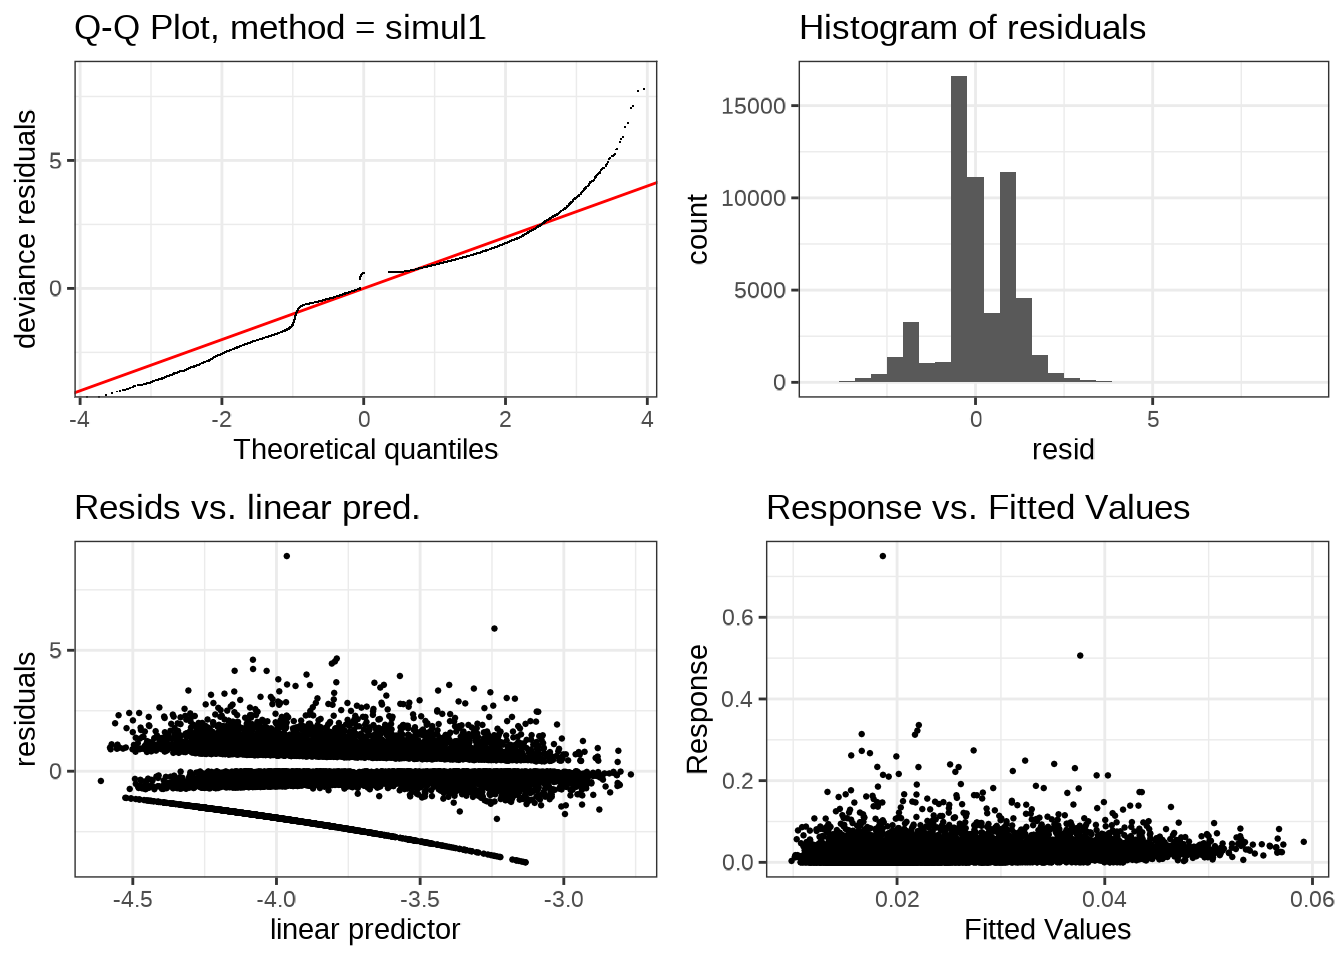 Q-Q Plot, method = simul1
deviance residuals
5
0
-4
-2
0
2
4
Theoretical quantiles
Histogram of residuals
count
15000
10000
5000
0
0
5
resid
Resids vs. linear pred.
residuals
5
0
-4.5
-4.0
-3.5
-3.0
linear predictor
Response vs. Fitted Values
Response
0.6
0.4
0.2
0.0
0.02
0.04
0.06
Fitted Values